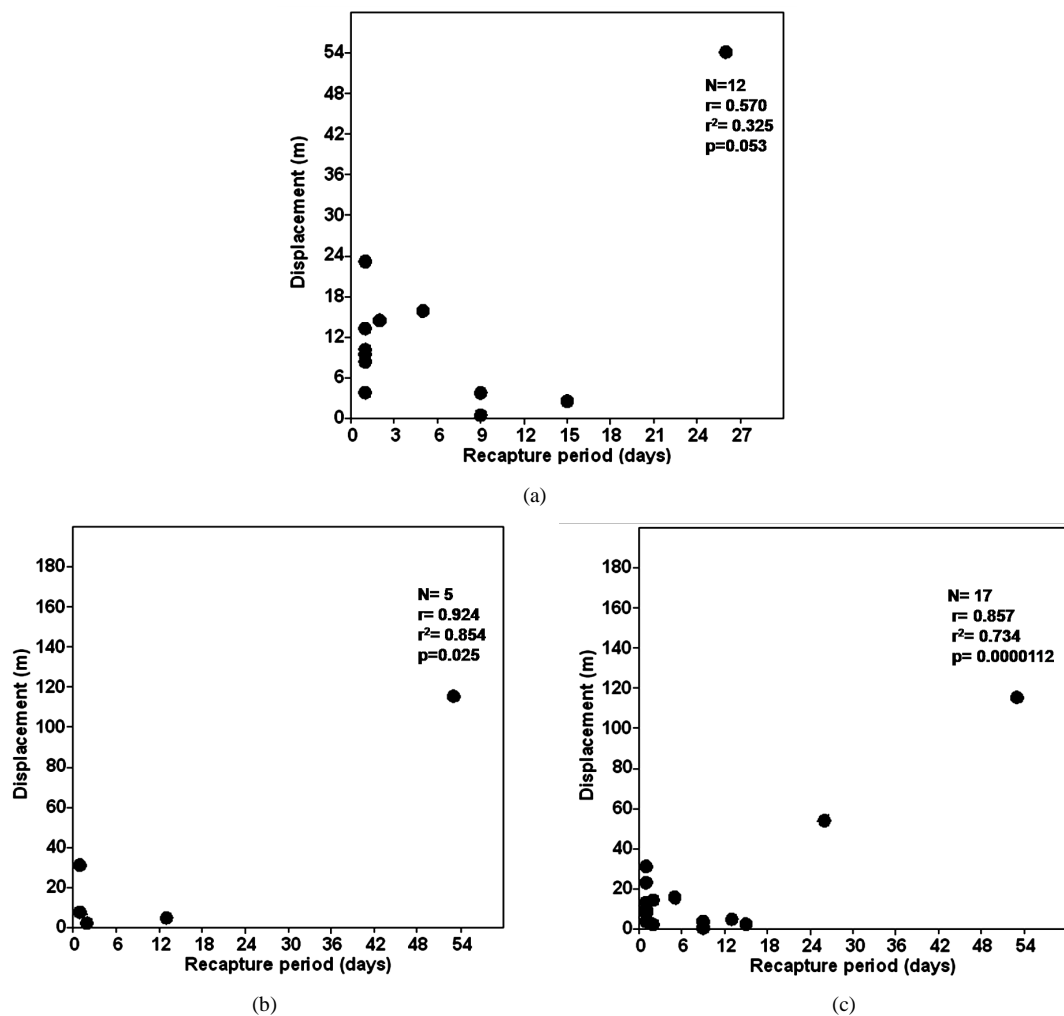 54
48
42
36
30
24
18
12
6
0
Displacement (m)
N=12
r= 0.570
r²= 0.325
p=0.053
0 3 6 9 12 15 18 21 24 27
Recapture period (days)
(a)
180
160
140
120
100
80
60
40
20
0
Displacement (m)
N= 5
r= 0.924
r²= 0.854
p=0.025
0 6 12 18 24 30 36 42 48 54
Recapture period (days)
(b)
180
160
140
120
100
80
60
40
20
0
Displacement (m)
N= 17
r= 0.857
r²= 0.734
p= 0.0000112
0 6 12 18 24 30 36 42 48 54
Recapture period (days)
(c)